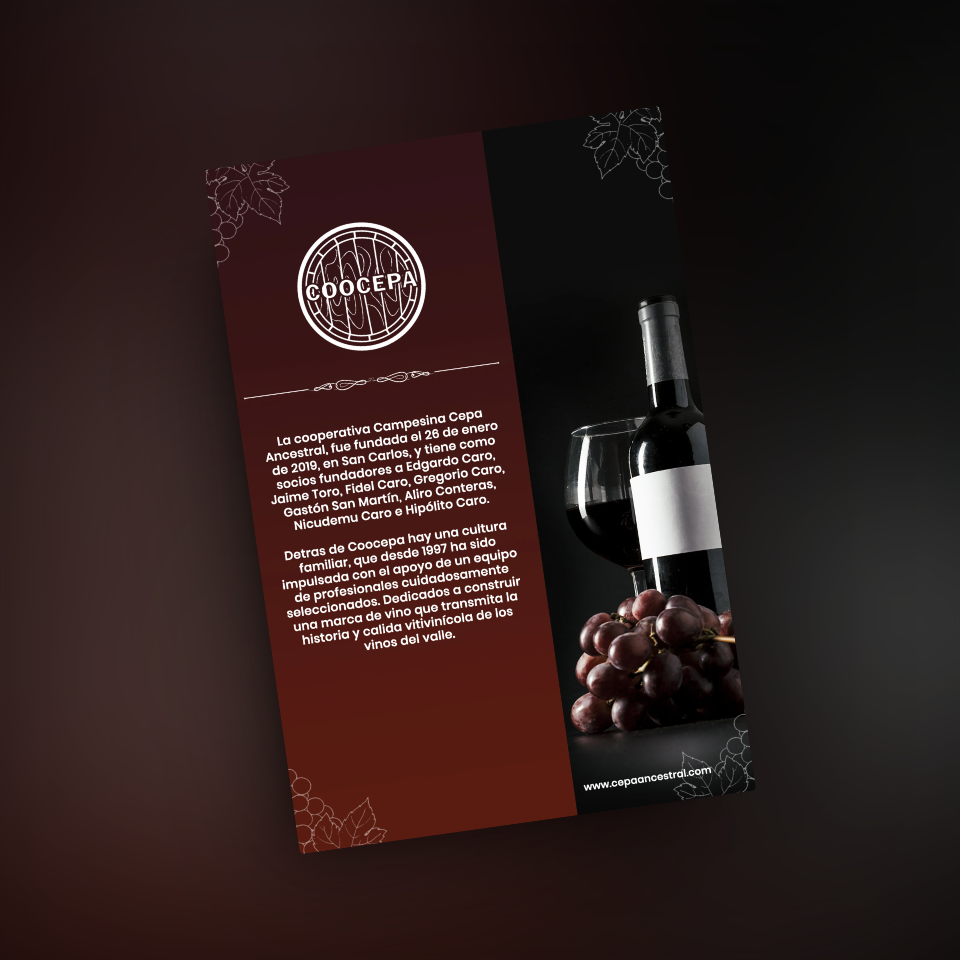 COOCEPA
La cooperativa Campesina Cepa
Ancestral, fue fundada el 26 de enero
de 2019, en San Carlos, y tiene como
socios fundadores a Edgardo Caro,
Jaime Toro, Fidel Caro, Gregorio Caro,
Gastón San Martín, Aliro Conteras,
Nicudemu Caro e Hipólito Caro.
Detras de Coocepa hay una cultura
familiar, que desde 1997 ha sido
impulsada con el apoyo de un equipo
de profesionales cuidadosamente
seleccionados. Dedicados a construir
una marca de vino que transmita la
historia y calida vitivinícola de los
vinos del valle.
www.cepaancestral.com